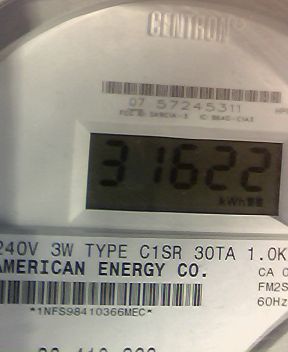 CENTRON®
07 57245311
31622
kWh
240V 3W TYPE C1SR 30TA 1.0K
AMERICAN ENERGY CO.
CA 0
FM2S
60Hz
*1NFS98410366MEC*